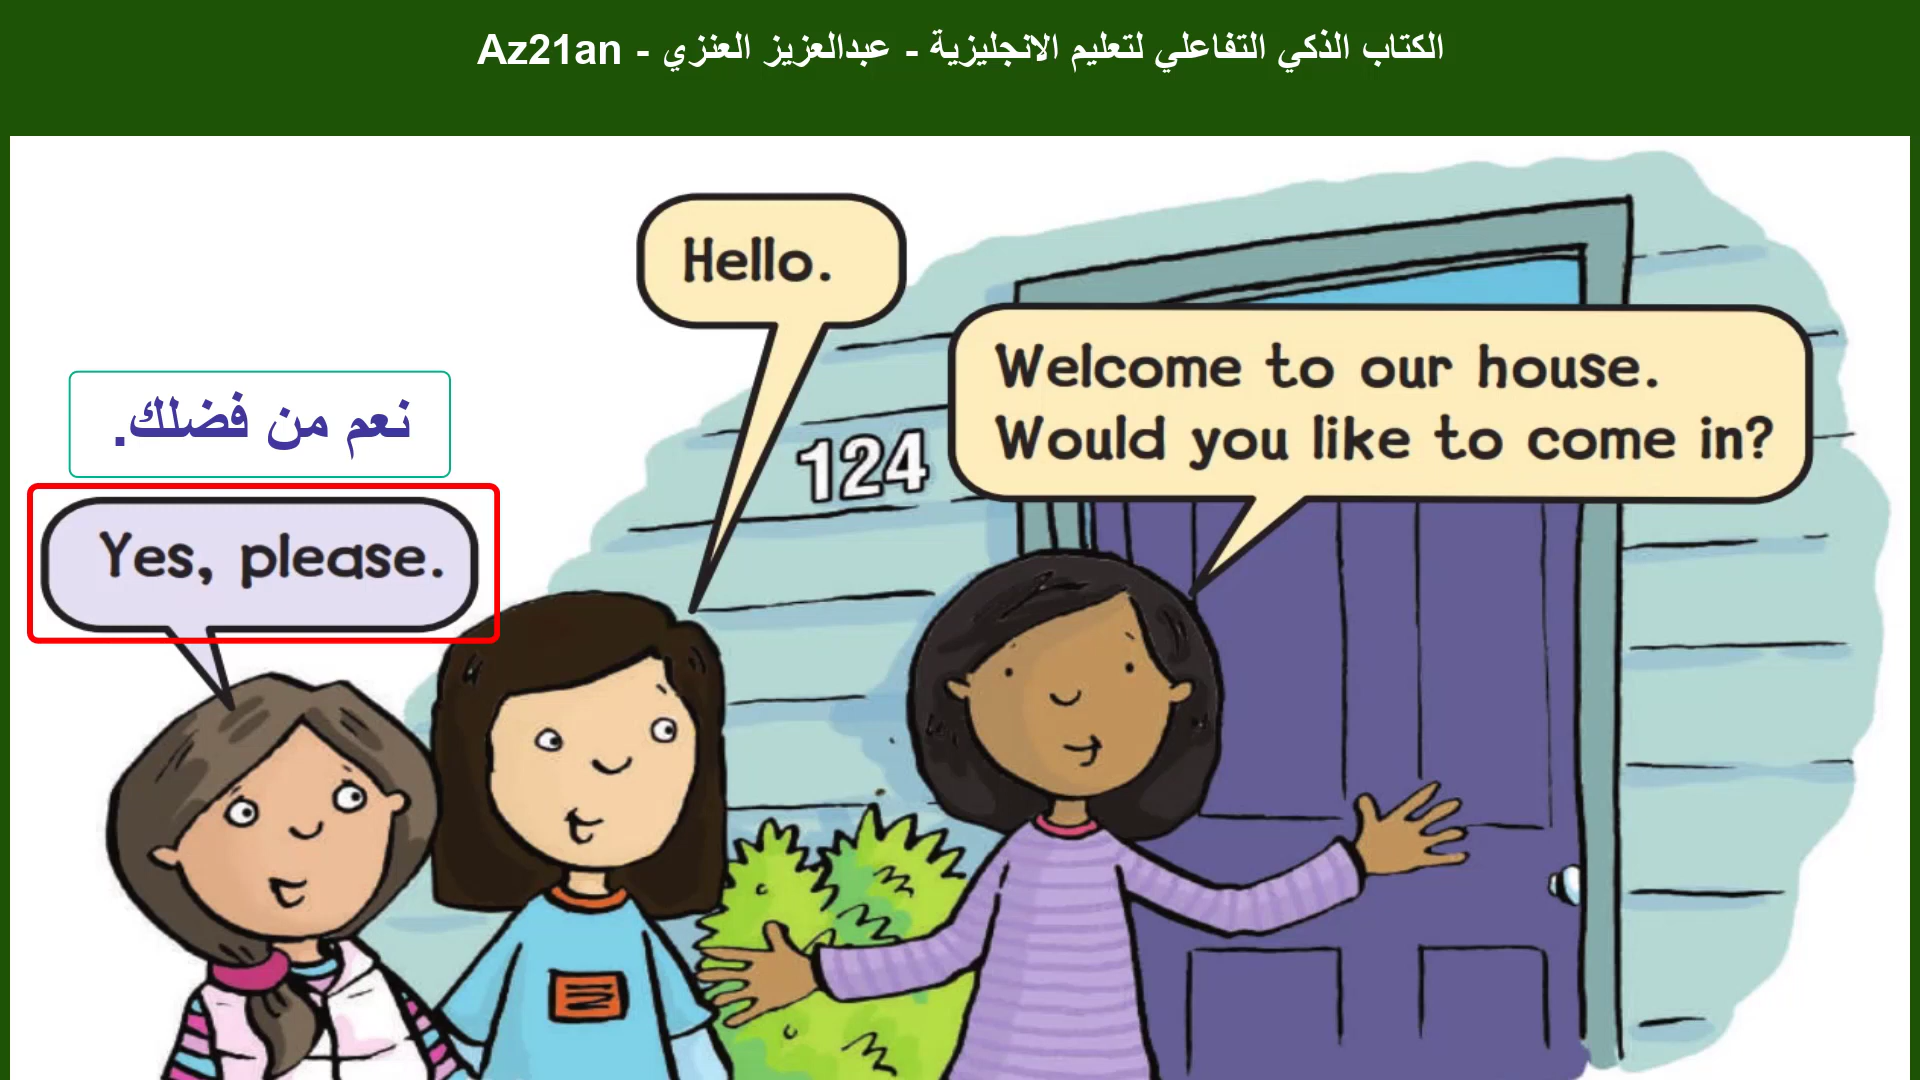 الكتاب الذكي التفاعلي لتعليم الانجليزية - عبدالعزيز العنزي - Az21an
Hello.
Welcome to our house.
Would you like to come in?
124
نعم من فضلك.
Yes, please.